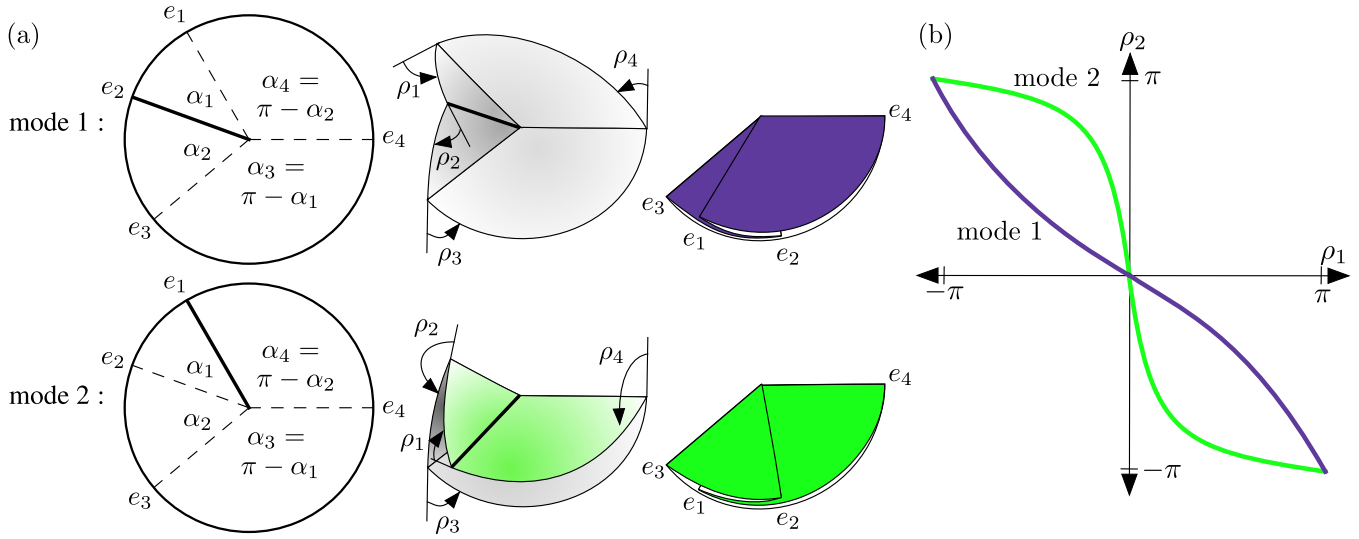 (a)
mode 1 :
e₁
e₂
e₃
e₄
α₁
α₂
α₄ =
π − α₂
α₃ =
π − α₁
ρ₁
ρ₂
ρ₃
ρ₄
e₃
e₁
e₂
e₄
mode 2 :
e₁
e₂
e₃
e₄
α₁
α₂
α₄ =
π − α₂
α₃ =
π − α₁
ρ₂
ρ₁
ρ₃
ρ₄
e₃
e₁
e₂
e₄
(b)
ρ₂
π
mode 2
mode 1
ρ₁
−π
π
−π